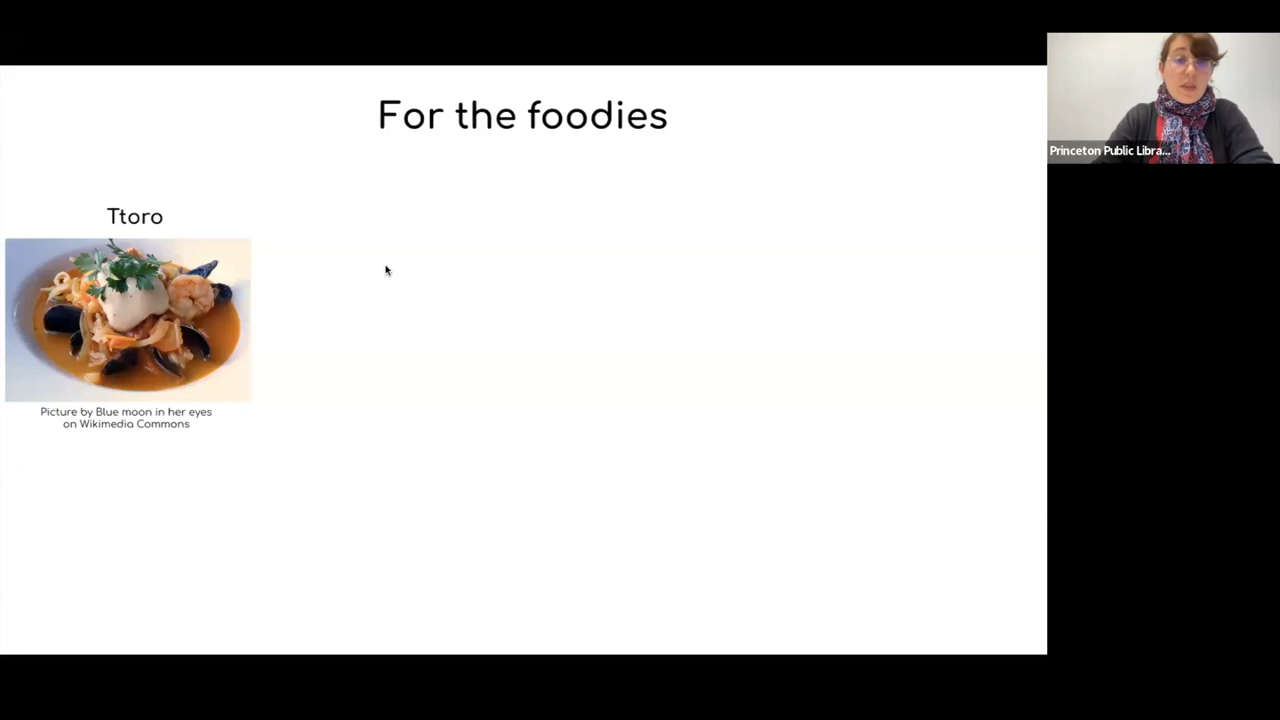 For the foodies
Princeton Public Libra...
Ttoro
Picture by Blue moon in her eyes
on Wikimedia Commons